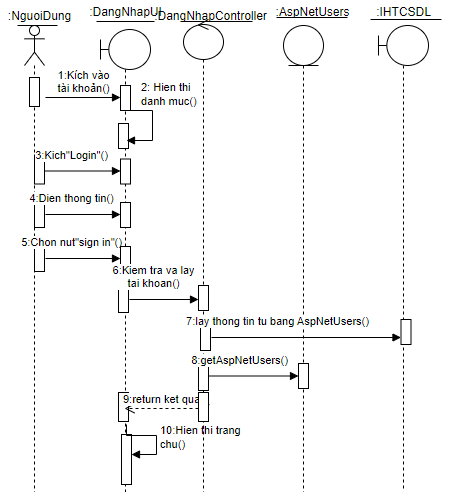 :NguoiDung
:DangNhapUI
:DangNhapController
:AspNetUsers
:IHTCSDL
1:Kích vào
tài khoản()
2: Hien thi
danh muc()
3:Kich"Login"()
4:Dien thong tin()
5:Chon nut"sign in"()
6:Kiem tra va lay
tai khoan()
7:lay thong tin tu bang AspNetUsers()
8:getAspNetUsers()
9:return ket qua
10:Hien thi trang
chu()